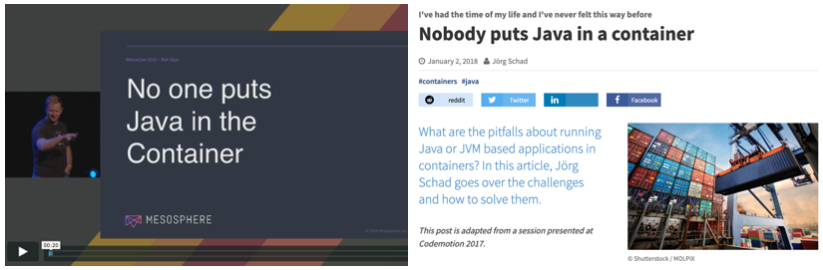 No one puts
Java in the
Container
MESOSPHERE
00:20
I've had the time of my life and I've never felt this way before
Nobody puts Java in a container
January 2, 2018 Jörg Schad
#containers #java
reddit
Twitter
in
Facebook
What are the pitfalls about running
Java or JVM based applications in
containers? In this article, Jörg
Schad goes over the challenges
and how to solve them.
This post is adapted from a session presented at
Codemotion 2017.
© Shutterstock / MOLPIX